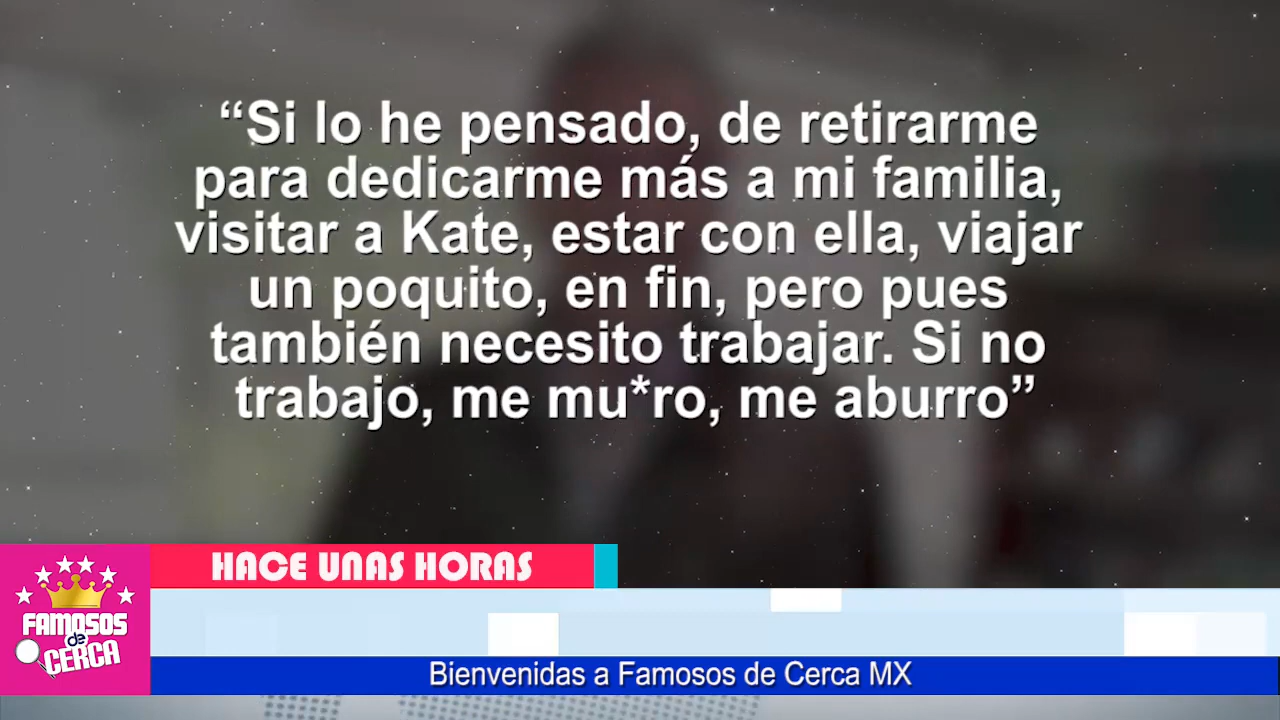 “Si lo he pensado, de retirarme
para dedicarme más a mi familia,
visitar a Kate, estar con ella, viajar
un poquito, en fin, pero pues
también necesito trabajar. Si no
trabajo, me mu*ro, me aburro”
HACE UNAS HORAS
FAMOSOS
de
CERCA
Bienvenidas a Famosos de Cerca MX